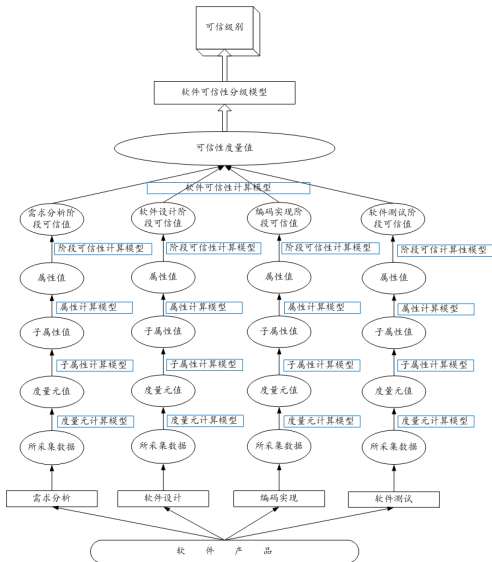 可信级别
软件可信性分级模型
可信性度量值
软件可信性计算模型
需求分析阶
段可信值
软件设计阶
段可信值
编码实现阶
段可信值
软件测试阶
段可信值
阶段可信性计算模型
阶段可信性计算模型
阶段可信性计算模型
阶段可信计算性模型
属性值
属性值
属性值
属性值
属性计算模型
属性计算模型
属性计算模型
属性计算模型
子属性值
子属性值
子属性值
子属性值
子属性计算模型
子属性计算模型
子属性计算模型
子属性计算模型
度量元值
度量元值
度量元值
度量元值
度量元计算模型
度量元计算模型
度量元计算模型
度量元计算模型
所采集数据
所采集数据
所采集数据
所采集数据
需求分析
软件设计
编码实现
软件测试
软 件 产 品